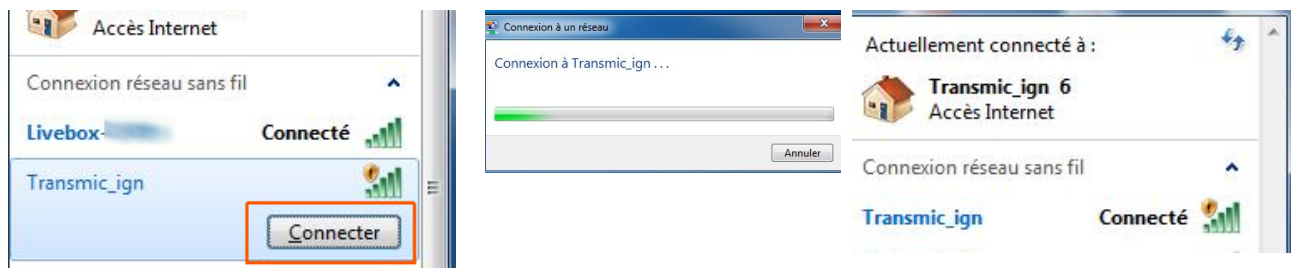 Accès Internet
Connexion réseau sans fil
Livebox- Connecté
Transmic_ign
Connecter
Connexion à un réseau
Connexion à Transmic_ign . . .
Annuler
Actuellement connecté à :
Transmic_ign 6
Accès Internet
Connexion réseau sans fil
Transmic_ign Connecté